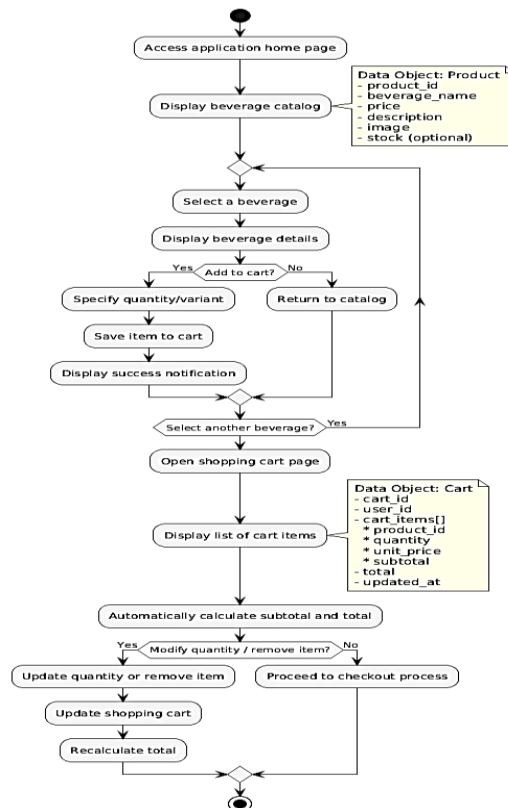 Access application home page
Display beverage catalog
Data Object: Product
- product_id
- beverage_name
- price
- description
- image
- stock (optional)
Select a beverage
Display beverage details
Yes
Add to cart?
No
Specify quantity/variant
Return to catalog
Save item to cart
Display success notification
Select another beverage?
Yes
Open shopping cart page
Display list of cart items
Data Object: Cart
- cart_id
- user_id
- cart_items[]
* product_id
* quantity
* unit_price
* subtotal
- total
- updated_at
Automatically calculate subtotal and total
Yes
Modify quantity / remove item?
No
Update quantity or remove item
Proceed to checkout process
Update shopping cart
Recalculate total